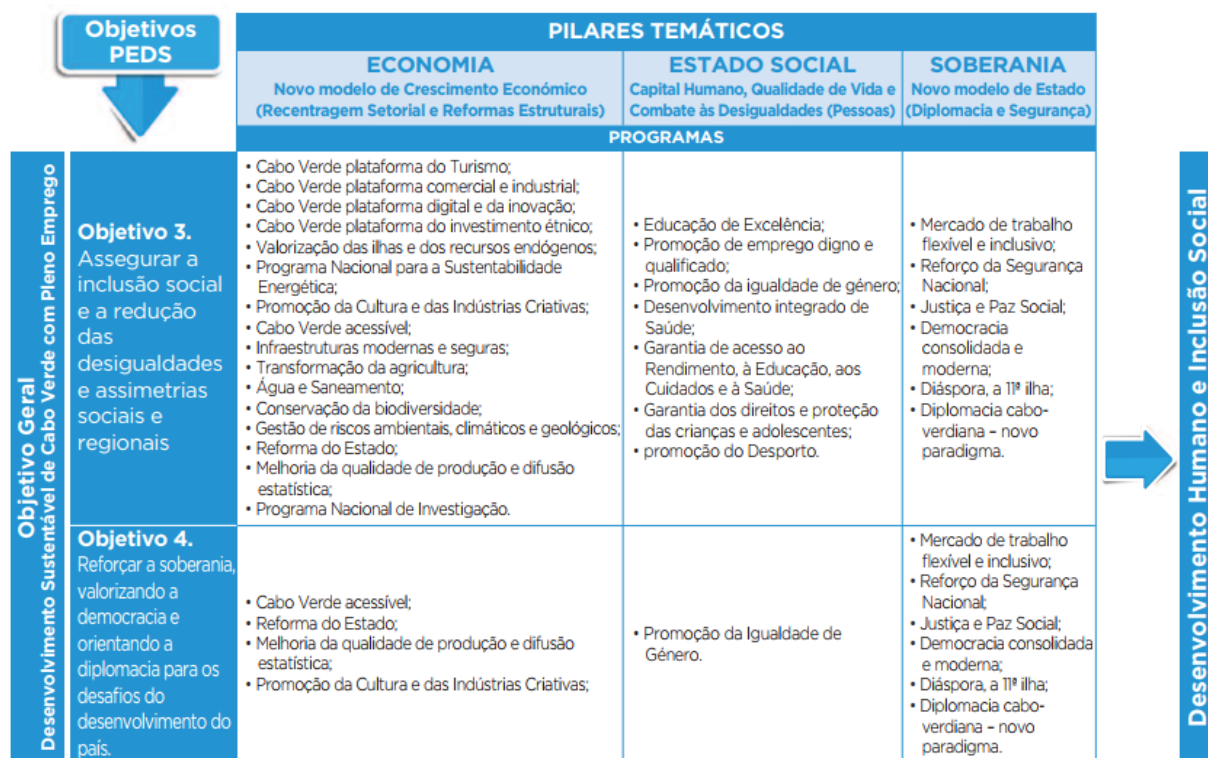 Objetivos
PEDS
PILARES TEMÁTICOS
ECONOMIA
Novo modelo de Crescimento Económico
(Recentragem Setorial e Reformas Estruturais)
ESTADO SOCIAL
Capital Humano, Qualidade de Vida e
Combate às Desigualdades (Pessoas)
SOBERANIA
Novo modelo de Estado
(Diplomacia e Segurança)
PROGRAMAS
Objetivo Geral
Desenvolvimento Sustentável de Cabo Verde com Pleno Emprego
Objetivo 3.
Assegurar a
inclusão social
e a redução
das
desigualdades
e assimetrias
sociais e
regionais
• Cabo Verde plataforma do Turismo;
• Cabo Verde plataforma comercial e industrial;
• Cabo Verde plataforma digital e da inovação;
• Cabo Verde plataforma do investimento étnico;
• Valorização das ilhas e dos recursos endógenos;
• Programa Nacional para a Sustentabilidade
Energética;
• Promoção da Cultura e das Indústrias Criativas;
• Cabo Verde acessível;
• Infraestruturas modernas e seguras;
• Transformação da agricultura;
• Água e Saneamento;
• Conservação da biodiversidade;
• Gestão de riscos ambientais, climáticos e geológicos;
• Reforma do Estado;
• Melhoria da qualidade de produção e difusão
estatística;
• Programa Nacional de Investigação.
• Educação de Excelência;
• Promoção de emprego digno e
qualificado;
• Promoção da igualdade de género;
• Desenvolvimento integrado de
Saúde;
• Garantia de acesso ao
Rendimento, à Educação, aos
Cuidados e à Saúde;
• Garantia dos direitos e proteção
das crianças e adolescentes;
• promoção do Desporto.
• Mercado de trabalho
flexível e inclusivo;
• Reforço da Segurança
Nacional;
• Justiça e Paz Social;
• Democracia
consolidada e
moderna;
• Diáspora, a 11ª ilha;
• Diplomacia cabo-
verdiana – novo
paradigma.
Objetivo 4.
Reforçar a soberania,
valorizando a
democracia e
orientando a
diplomacia para os
desafios do
desenvolvimento do
país.
• Cabo Verde acessível;
• Reforma do Estado;
• Melhoria da qualidade de produção e difusão
estatística;
• Promoção da Cultura e das Indústrias Criativas;
• Promoção da Igualdade de
Género.
• Mercado de trabalho
flexível e inclusivo;
• Reforço da Segurança
Nacional;
• Justiça e Paz Social;
• Democracia consolidada
e moderna;
• Diáspora, a 11ª ilha;
• Diplomacia cabo-
verdiana – novo
paradigma.
Desenvolvimento Humano e Inclusão Social